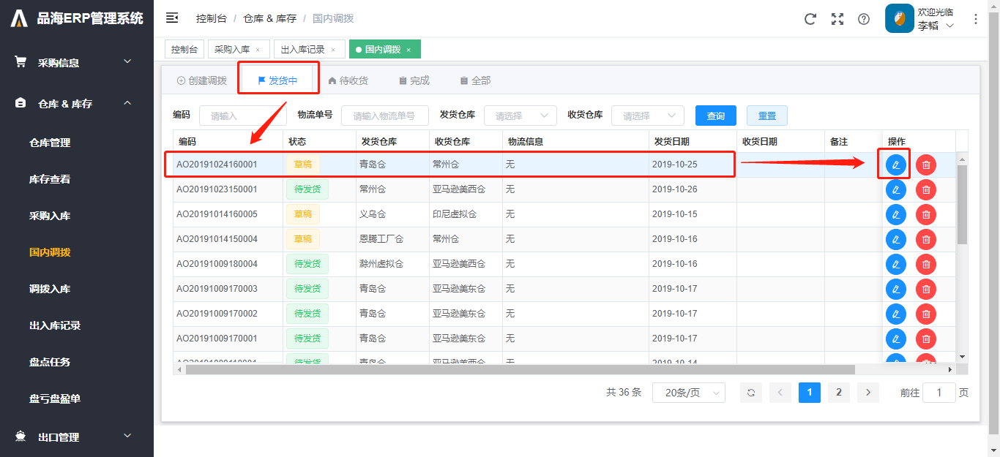 品海ERP管理系统
采购信息
仓库 & 库存
仓库管理
库存查看
采购入库
国内调拨
调拨入库
出入库记录
盘点任务
盘亏盘盈单
出口管理
控制台 / 仓库 & 库存 / 国内调拨
欢迎光临
李韬
控制台 采购入库 × 出入库记录 × 国内调拨 ×
创建调拨 发货中 待收货 完成 全部
编码 请输入 物流单号 请输入物流单号 发货仓库 请选择 收货仓库 请选择 查询 重置
编码 状态 发货仓库 收货仓库 物流信息 发货日期 收货日期 备注 操作
AO20191024160001 草稿 青岛仓 常州仓 无 2019-10-25
AO20191023150001 待发货 常州仓 亚马逊美西仓 无 2019-10-26
AO20191014160005 草稿 义乌仓 印尼虚拟仓 无 2019-10-15
AO20191014150004 草稿 恩腾工厂仓 常州仓 无 2019-10-16
AO20191009180004 待发货 滁州虚拟仓 亚马逊美西仓 无 2019-10-16
AO20191009170003 待发货 青岛仓 亚马逊美东仓 无 2019-10-17
AO20191009170002 待发货 青岛仓 亚马逊美东仓 无 2019-10-17
AO20191009170001 待发货 青岛仓 亚马逊美东仓 无 2019-10-17
待发货 青岛仓 亚马逊美西仓 无 2019-10-14
共 36 条 20条/页 1 2 前往 1 页